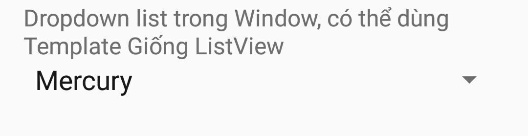 Dropdown list trong Window, có thể dùng
Template Giống ListView
Mercury